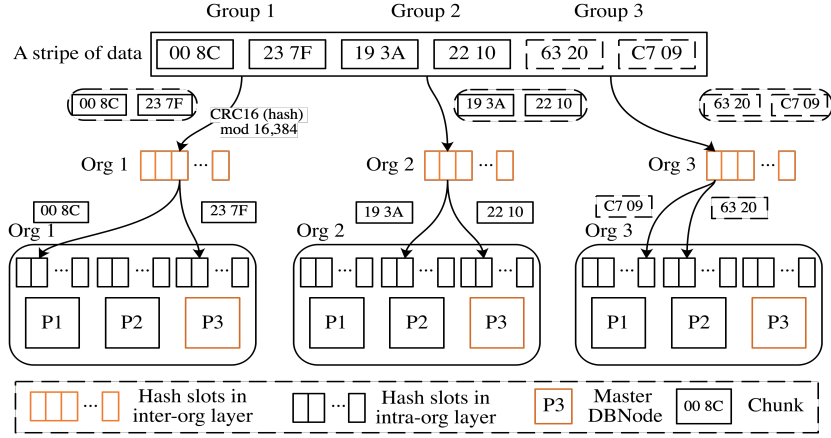 Group 1 Group 2 Group 3
A stripe of data 00 8C 23 7F 19 3A 22 10 63 20 C7 09
00 8C 23 7F 19 3A 22 10 63 20 C7 09
CRC16 (hash)
mod 16,384
Org 1 ... Org 2 ... Org 3 ...
00 8C 23 7F 19 3A 22 10 C7 09 63 20
Org 1 Org 2 Org 3
... ... ... ... ... ... ... ... ...
P1 P2 P3 P1 P2 P3 P1 P2 P3
... Hash slots in
inter-org layer
... Hash slots in
intra-org layer
P3 Master
DBNode
00 8C Chunk